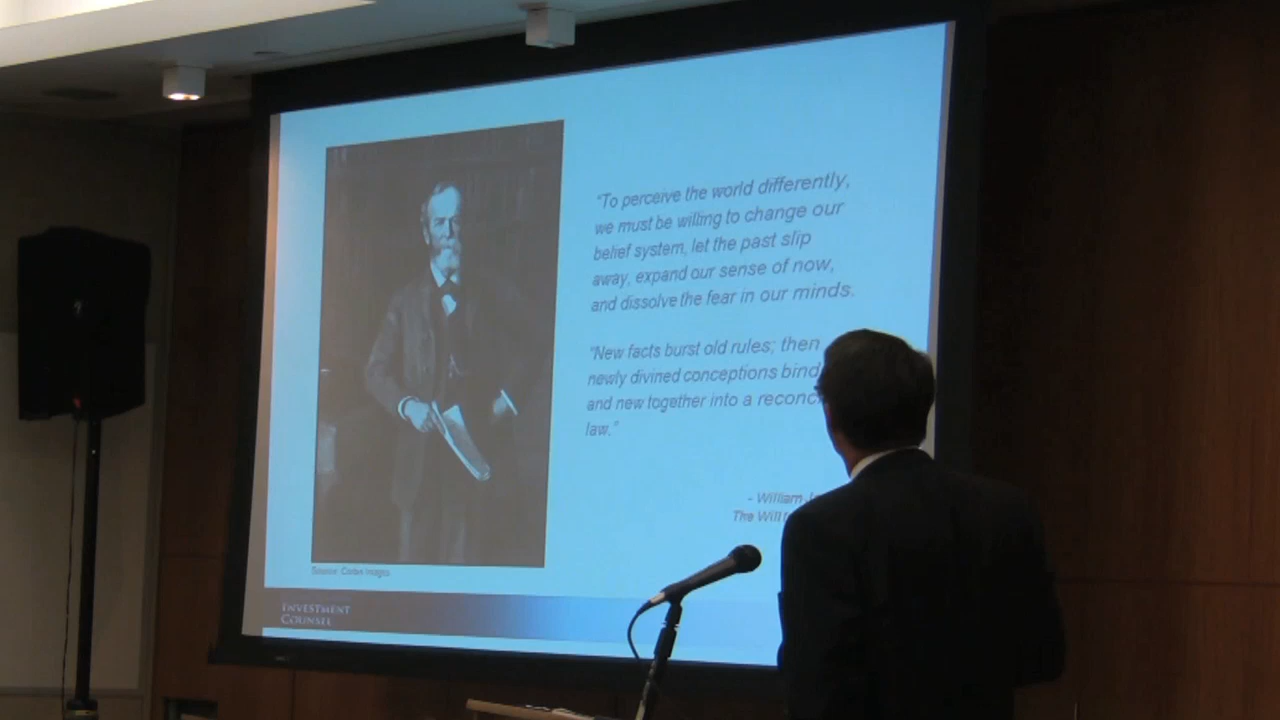 "To perceive the world differently,
we must be willing to change our
belief system, let the past slip
away, expand our sense of now,
and dissolve the fear in our minds.
"New facts burst old rules; then
newly divined conceptions bind
and new together into a
law."
- William
The Will
Source: Corbis Images
INVESTMENT
COUNSEL